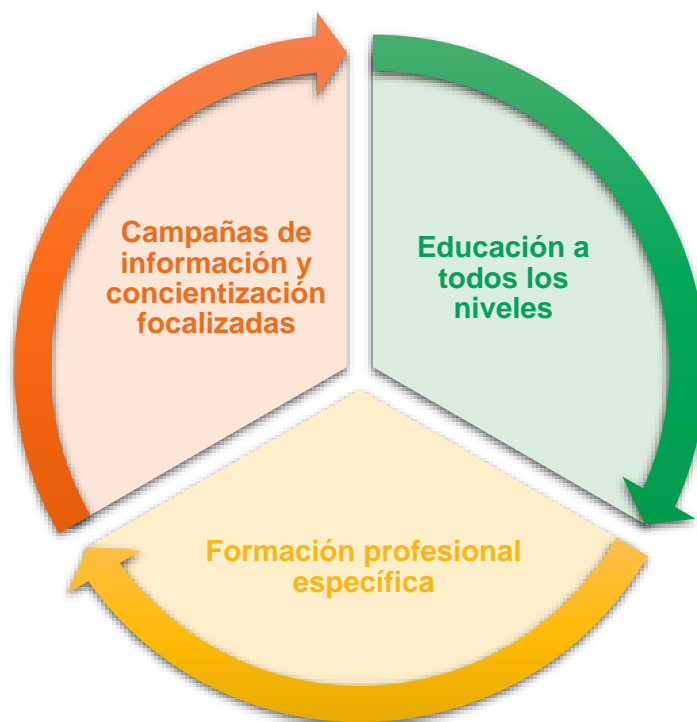 Campañas de
información y
concientización
focalizadas
Educación a
todos los
niveles
Formación profesional
específica